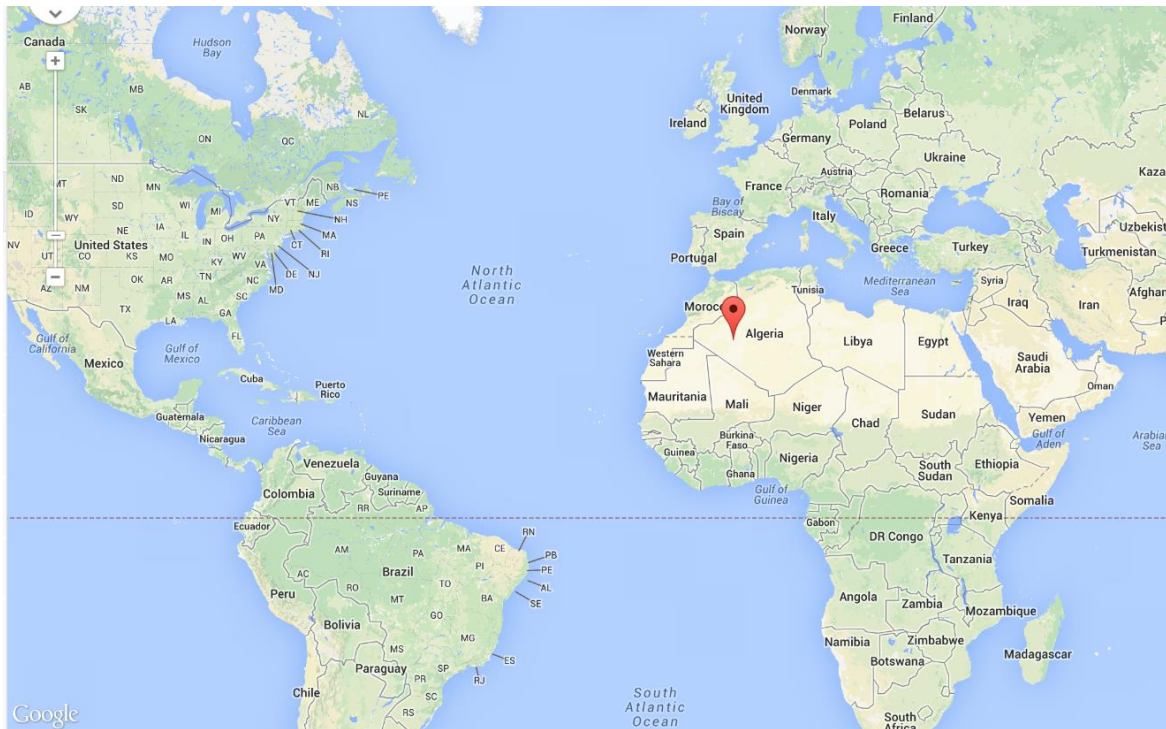 Canada
Hudson
Bay
AB
SK
MB
ON
QC
NL
NB
PE
NS
MT
ND
MN
ID
WY
SD
WI
MI
VT
ME
NH
MA
RI
CT
NY
NV
UT
United States
CO
NE
KS
IA
MO
IL
IN
OH
KY
WV
PA
VA
NJ
DE
MD
AZ
NM
OK
AR
TN
NC
SC
MS
AL
GA
TX
LA
FL
Gulf of
California
Mexico
Gulf of
Mexico
Cuba
Puerto
Rico
Guatemala
Caribbean
Sea
Nicaragua
North
Atlantic
Ocean
Venezuela
Guyana
Suriname
Colombia
RR
AP
Ecuador
AM
PA
MA
CE
RN
PB
PE
AL
SE
PI
AC
RO
Brazil
TO
BA
MT
GO
Peru
Bolivia
MG
MS
ES
Paraguay
SP
RJ
PR
SC
RS
Chile
South
Atlantic
Ocean
Norway
Finland
Denmark
United
Kingdom
Ireland
Belarus
Poland
Germany
Ukraine
Austria
France
Romania
Bay of
Biscay
Italy
Spain
Portugal
Greece
Turkey
Kaza
Uzbekist
Turkmenistan
Mediterranean
Sea
Syria
Iraq
Iran
Afghan
P
Tunisia
Moroc
Algeria
Libya
Egypt
Western
Sahara
Saudi
Arabia
Oman
Mauritania
Mali
Niger
Chad
Sudan
Yemen
Gulf of
Aden
Arabia
Sea
Burkina
Faso
Guinea
Ghana
Nigeria
South
Sudan
Ethiopia
Gulf of
Guinea
Somalia
Gabon
Kenya
DR Congo
Tanzania
Angola
Zambia
Mozambique
Namibia
Zimbabwe
Botswana
Madagascar
South
Africa
Google